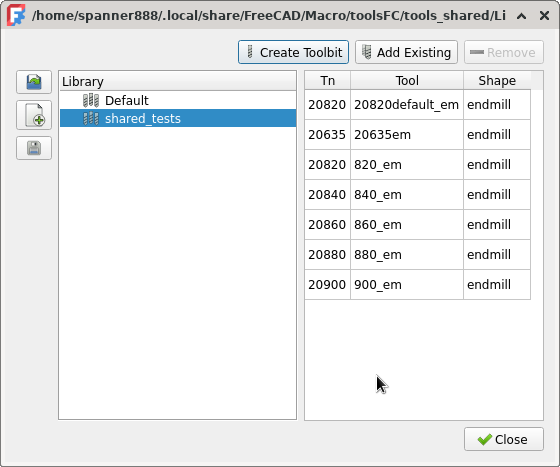 /home/spanner888/.local/share/FreeCAD/Macro/toolsFC/tools_shared/Li
Create Toolbit Add Existing Remove
Library
Default
shared_tests
Tn Tool Shape
20820 20820default_em endmill
20635 20635em endmill
20820 820_em endmill
20840 840_em endmill
20860 860_em endmill
20880 880_em endmill
20900 900_em endmill
Close